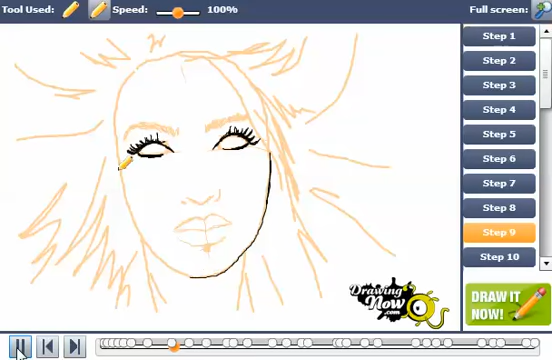 Tool Used:
Speed:
100%
Full screen:
Step 1
Step 2
Step 3
Step 4
Step 5
Step 6
Step 7
Step 8
Step 9
Step 10
Drawing
Now.com
DRAW IT
NOW!